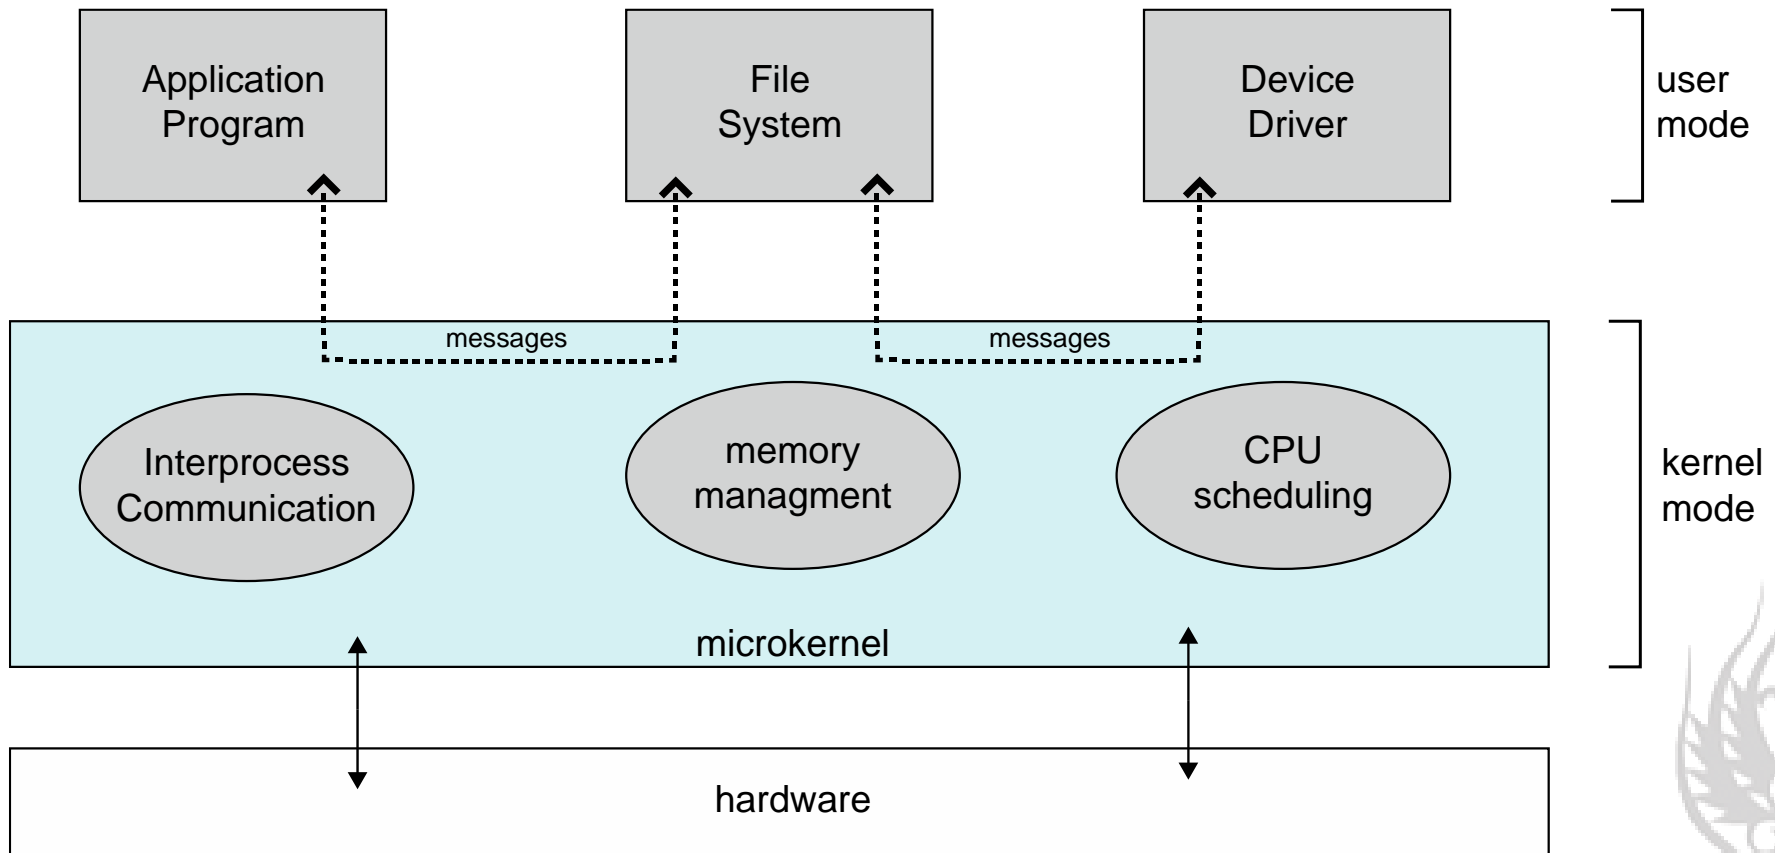 Application
Program
File
System
Device
Driver
user
mode
messages
messages
Interprocess
Communication
memory
managment
CPU
scheduling
kernel
mode
microkernel
hardware